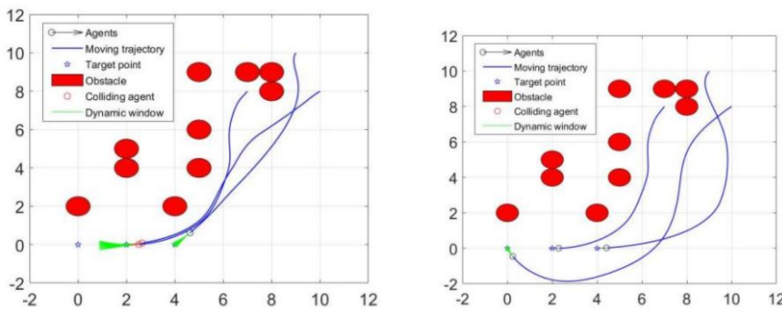 12
10
8
6
4
2
0
-2
-2 0 2 4 6 8 10 12
Agents
Moving trajectory
Target point
Obstacle
Colliding agent
Dynamic window
12
10
8
6
4
2
0
-2
-2 0 2 4 6 8 10 12
Agents
Moving trajectory
Target point
Obstacle
Colliding agent
Dynamic window